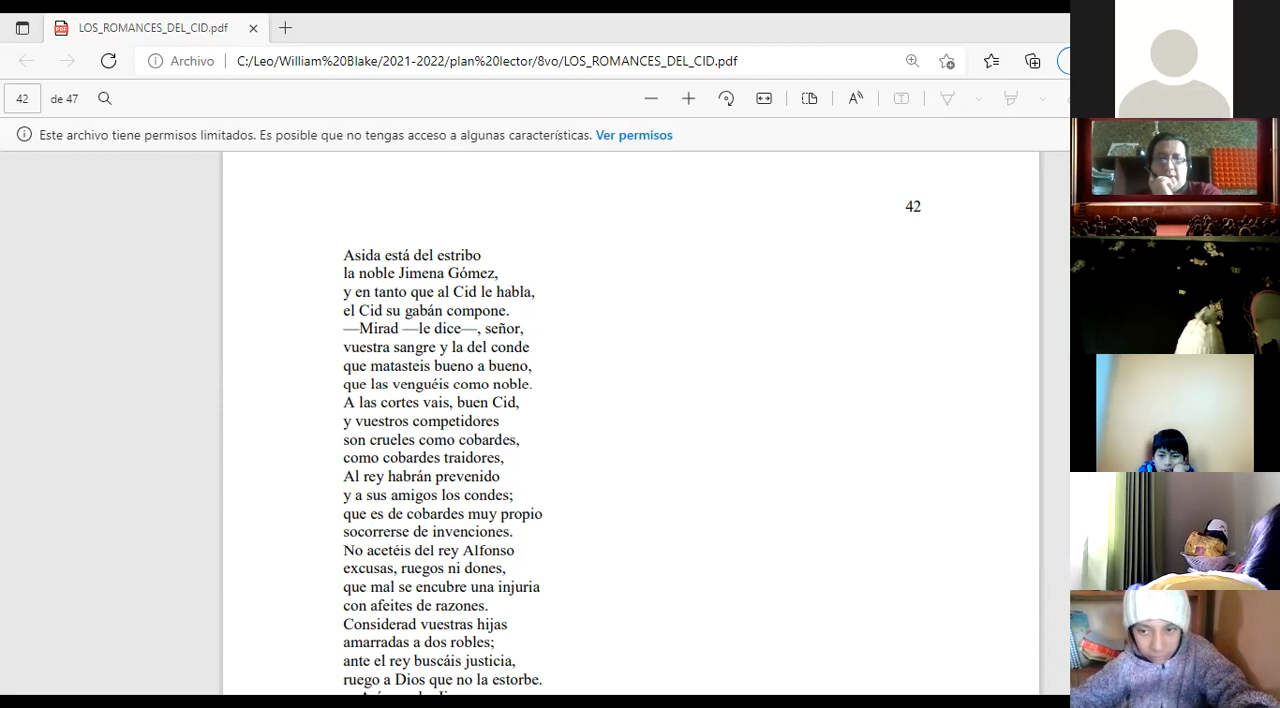 LOS_ROMANCES_DEL_CID.pdf
Archivo
C:/Leo/William%20Blake/2021-2022/plan%20lector/8vo/LOS_ROMANCES_DEL_CID.pdf
42 de 47
Este archivo tiene permisos limitados. Es posible que no tengas acceso a algunas características. Ver permisos
42
Asida está del estribo
la noble Jimena Gómez,
y en tanto que al Cid le habla,
el Cid su gabán compone.
—Mirad —le dice—, señor,
vuestra sangre y la del conde
que matasteis bueno a bueno,
que las venguéis como noble.
A las cortes vais, buen Cid,
y vuestros competidores
son crueles como cobardes,
como cobardes traidores,
Al rey habrán prevenido
y a sus amigos los condes;
que es de cobardes muy propio
socorrerse de invenciones.
No acetéis del rey Alfonso
excusas, ruegos ni dones,
que mal se encubre una injuria
con afeites de razones.
Considerad vuestras hijas
amarradas a dos robles;
ante el rey buscáis justicia,
ruego a Dios que no la estorbe.